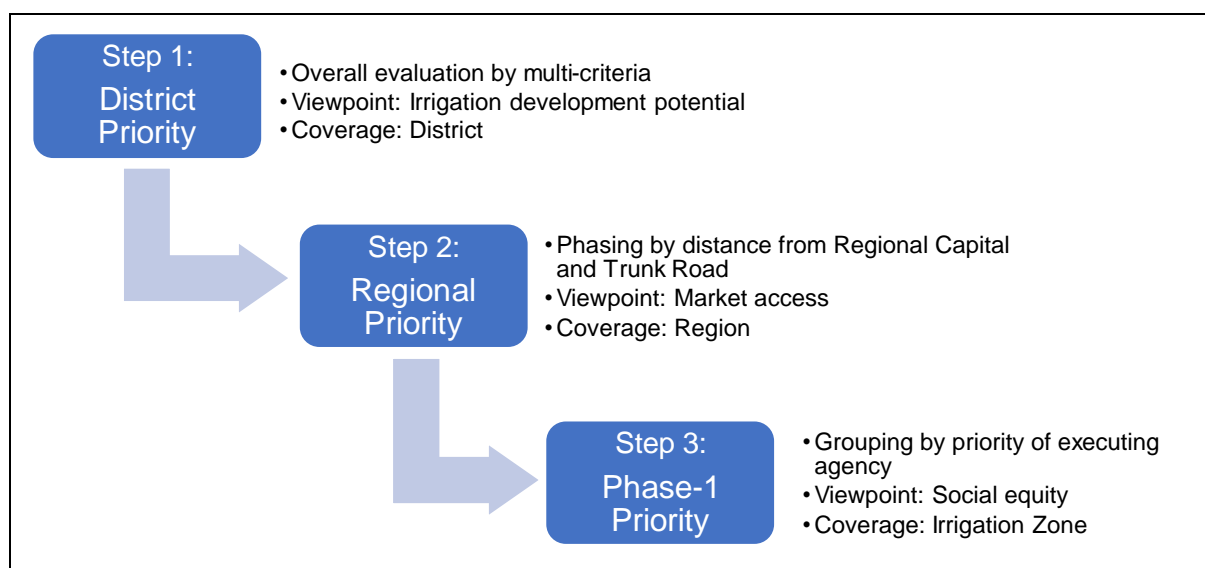 Step 1:
District
Priority
•Overall evaluation by multi-criteria
•Viewpoint: Irrigation development potential
•Coverage: District
Step 2:
Regional
Priority
•Phasing by distance from Regional Capital
and Trunk Road
•Viewpoint: Market access
•Coverage: Region
Step 3:
Phase-1
Priority
•Grouping by priority of executing
agency
•Viewpoint: Social equity
•Coverage: Irrigation Zone